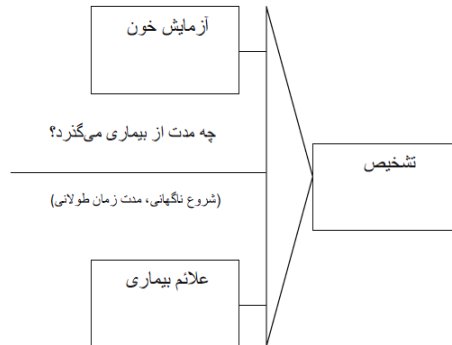 آزمایش خون
چه مدت از بیماری می‌گذرد؟
تشخیص
(شروع ناگهانی، مدت زمان طولانی)
علائم بیماری